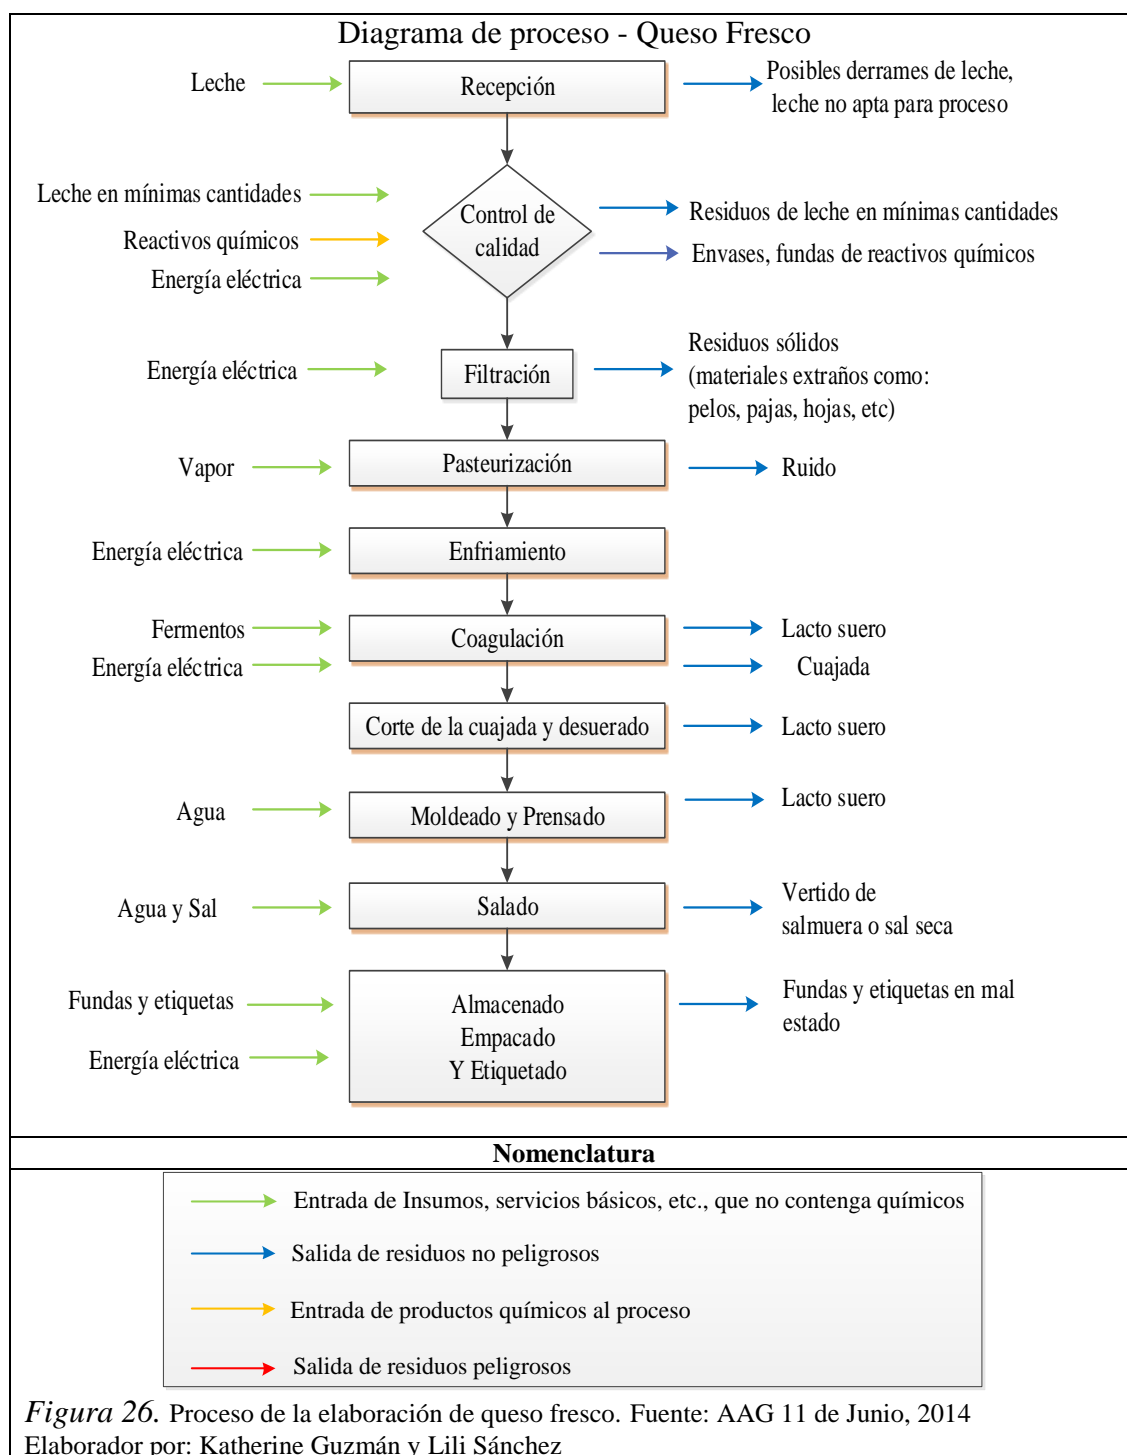 Diagrama de proceso - Queso Fresco
Leche
Recepción
Posibles derrames de leche,
leche no apta para proceso
Leche en mínimas cantidades
Reactivos químicos
Energía eléctrica
Control de
calidad
Residuos de leche en mínimas cantidades
Envases, fundas de reactivos químicos
Energía eléctrica
Filtración
Residuos sólidos
(materiales extraños como:
pelos, pajas, hojas, etc)
Vapor
Pasteurización
Ruido
Energía eléctrica
Enfriamiento
Fermentos
Energía eléctrica
Coagulación
Lacto suero
Cuajada
Corte de la cuajada y desuerado
Lacto suero
Agua
Moldeado y Prensado
Lacto suero
Agua y Sal
Salado
Vertido de
salmuera o sal seca
Fundas y etiquetas
Energía eléctrica
Almacenado
Empacado
Y Etiquetado
Fundas y etiquetas en mal
estado
Nomenclatura
Entrada de Insumos, servicios básicos, etc., que no contenga químicos
Salida de residuos no peligrosos
Entrada de productos químicos al proceso
Salida de residuos peligrosos
Figura 26. Proceso de la elaboración de queso fresco. Fuente: AAG 11 de Junio, 2014
Elaborador por: Katherine Guzmán y Lili Sánchez